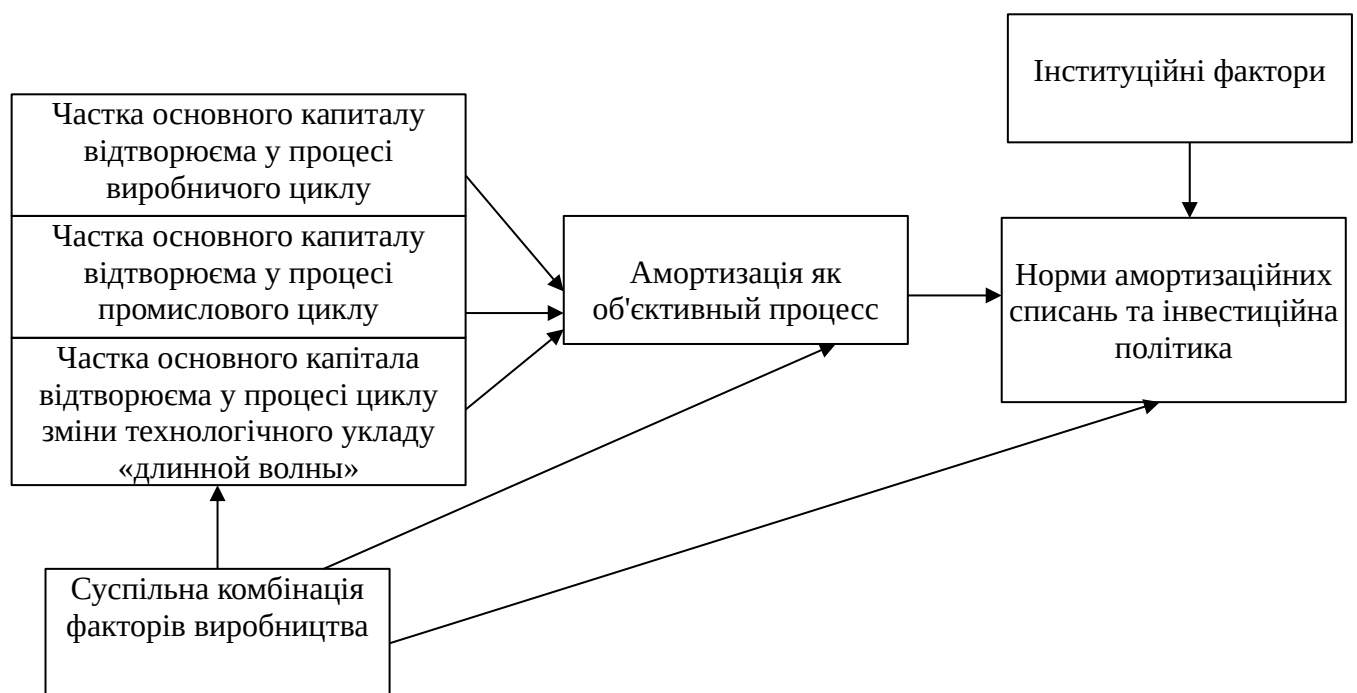 Інституційні фактори
Частка основного капиталу
відтворюєма у процесі
виробничого циклу
Частка основного капиталу
відтворюєма у процесі
промислового циклу
Частка основного капітала
відтворюєма у процесі циклу
зміни технологічного укладу
«длинной волны»
Амортизація як
об'єктивный процесс
Норми амортизаційних
списань та інвестиційна
політика
Суспільна комбінація
факторів виробництва